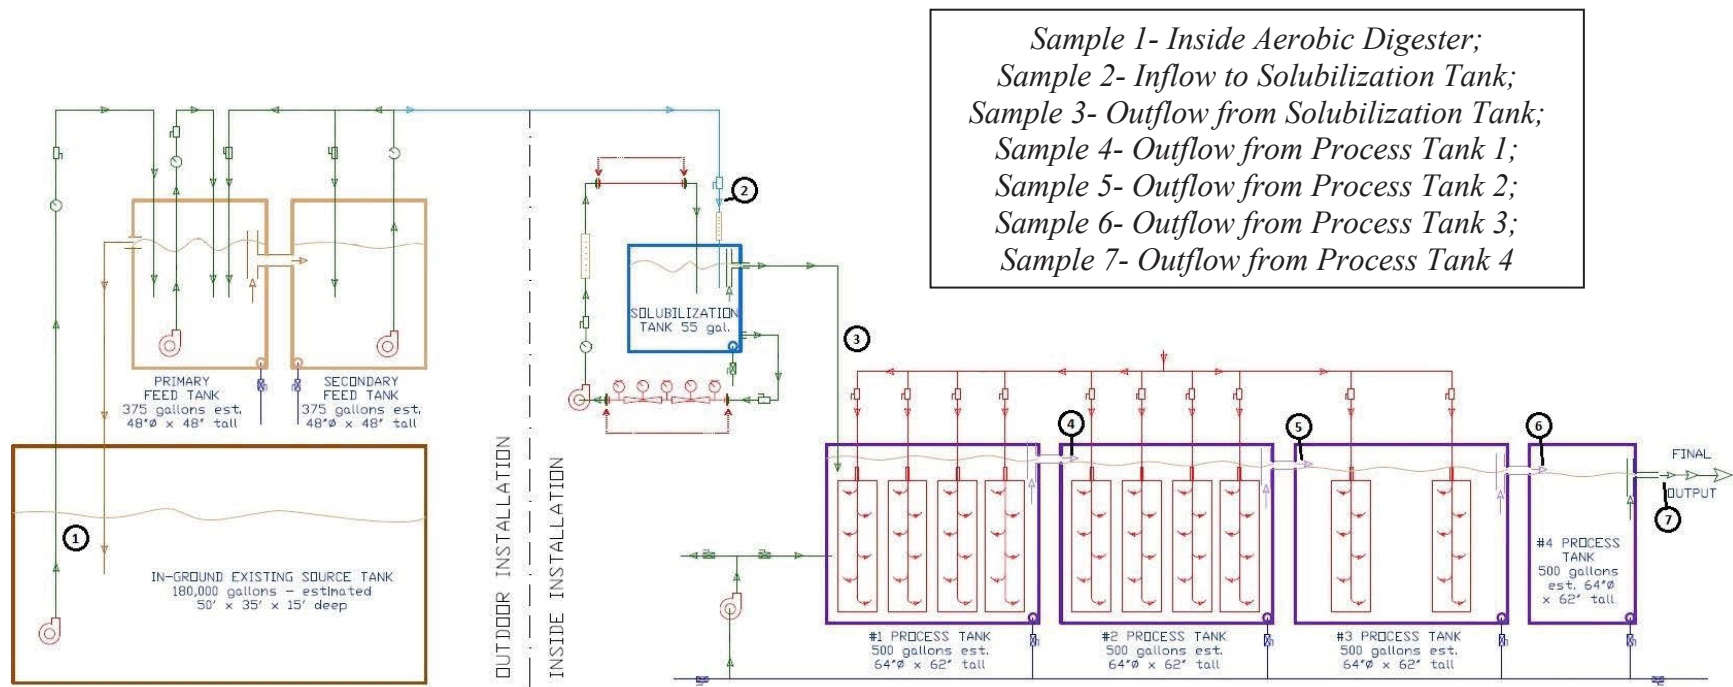 Sample 1- Inside Aerobic Digester;
Sample 2- Inflow to Solubilization Tank;
Sample 3- Outflow from Solubilization Tank;
Sample 4- Outflow from Process Tank 1;
Sample 5- Outflow from Process Tank 2;
Sample 6- Outflow from Process Tank 3;
Sample 7- Outflow from Process Tank 4
2
SOLUBILIZATION
TANK 55 gal.
3
PRIMARY
FEED TANK
375 gallons est.
48"Ø x 48" tall
SECONDARY
FEED TANK
375 gallons est.
48"Ø x 48" tall
1
IN-GROUND EXISTING SOURCE TANK
180,000 gallons - estimated
50' x 35' x 15' deep
OUTDOOR INSTALLATION
INSIDE INSTALLATION
4
5
6
FINAL
OUTPUT
7
#4 PROCESS
TANK
500 gallons
est. 64"Ø
x 62" tall
#1 PROCESS TANK
500 gallons est.
64"Ø x 62" tall
#2 PROCESS TANK
500 gallons est.
64"Ø x 62" tall
#3 PROCESS TANK
500 gallons est.
64"Ø x 62" tall